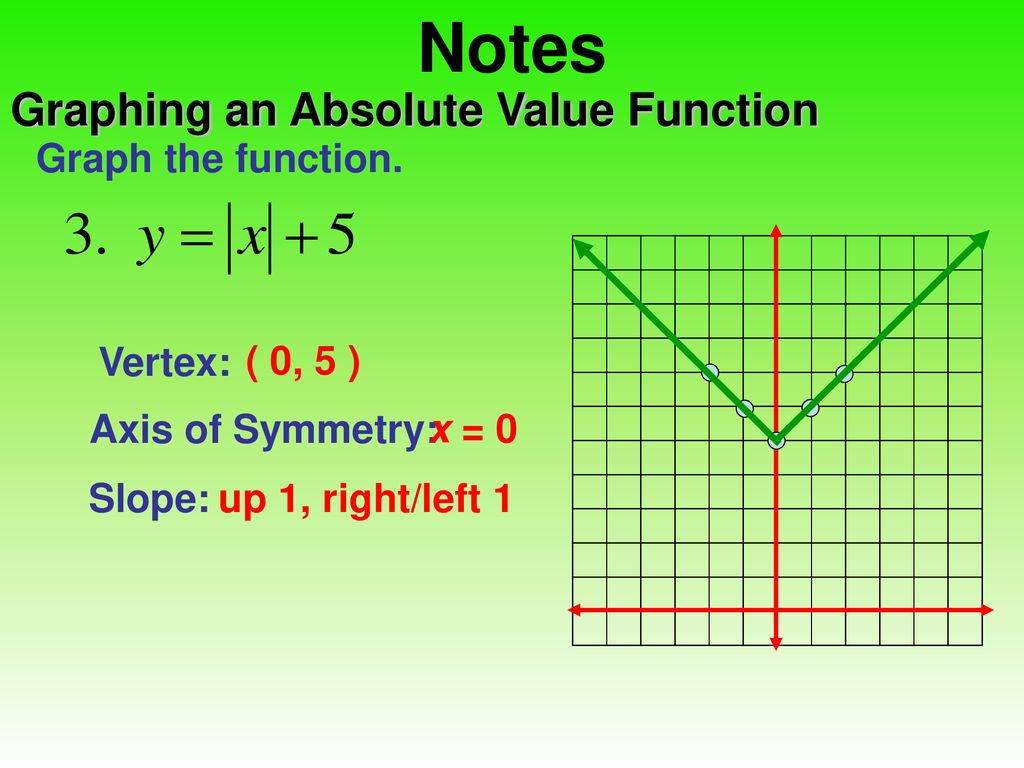 Notes
Graphing an Absolute Value Function
Graph the function.
3. y = |x| + 5
Vertex: ( 0, 5 )
Axis of Symmetry: x = 0
Slope: up 1, right/left 1